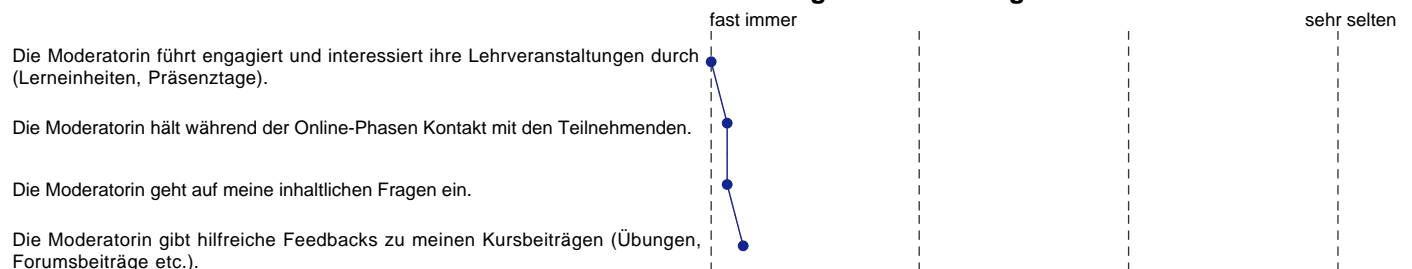 fast immer sehr selten
Die Moderatorin führt engagiert und interessiert ihre Lehrveranstaltungen durch
(Lerneinheiten, Präsenztage).
Die Moderatorin hält während der Online-Phasen Kontakt mit den Teilnehmenden.
Die Moderatorin geht auf meine inhaltlichen Fragen ein.
Die Moderatorin gibt hilfreiche Feedbacks zu meinen Kursbeiträgen (Übungen,
Forumsbeiträge etc.).